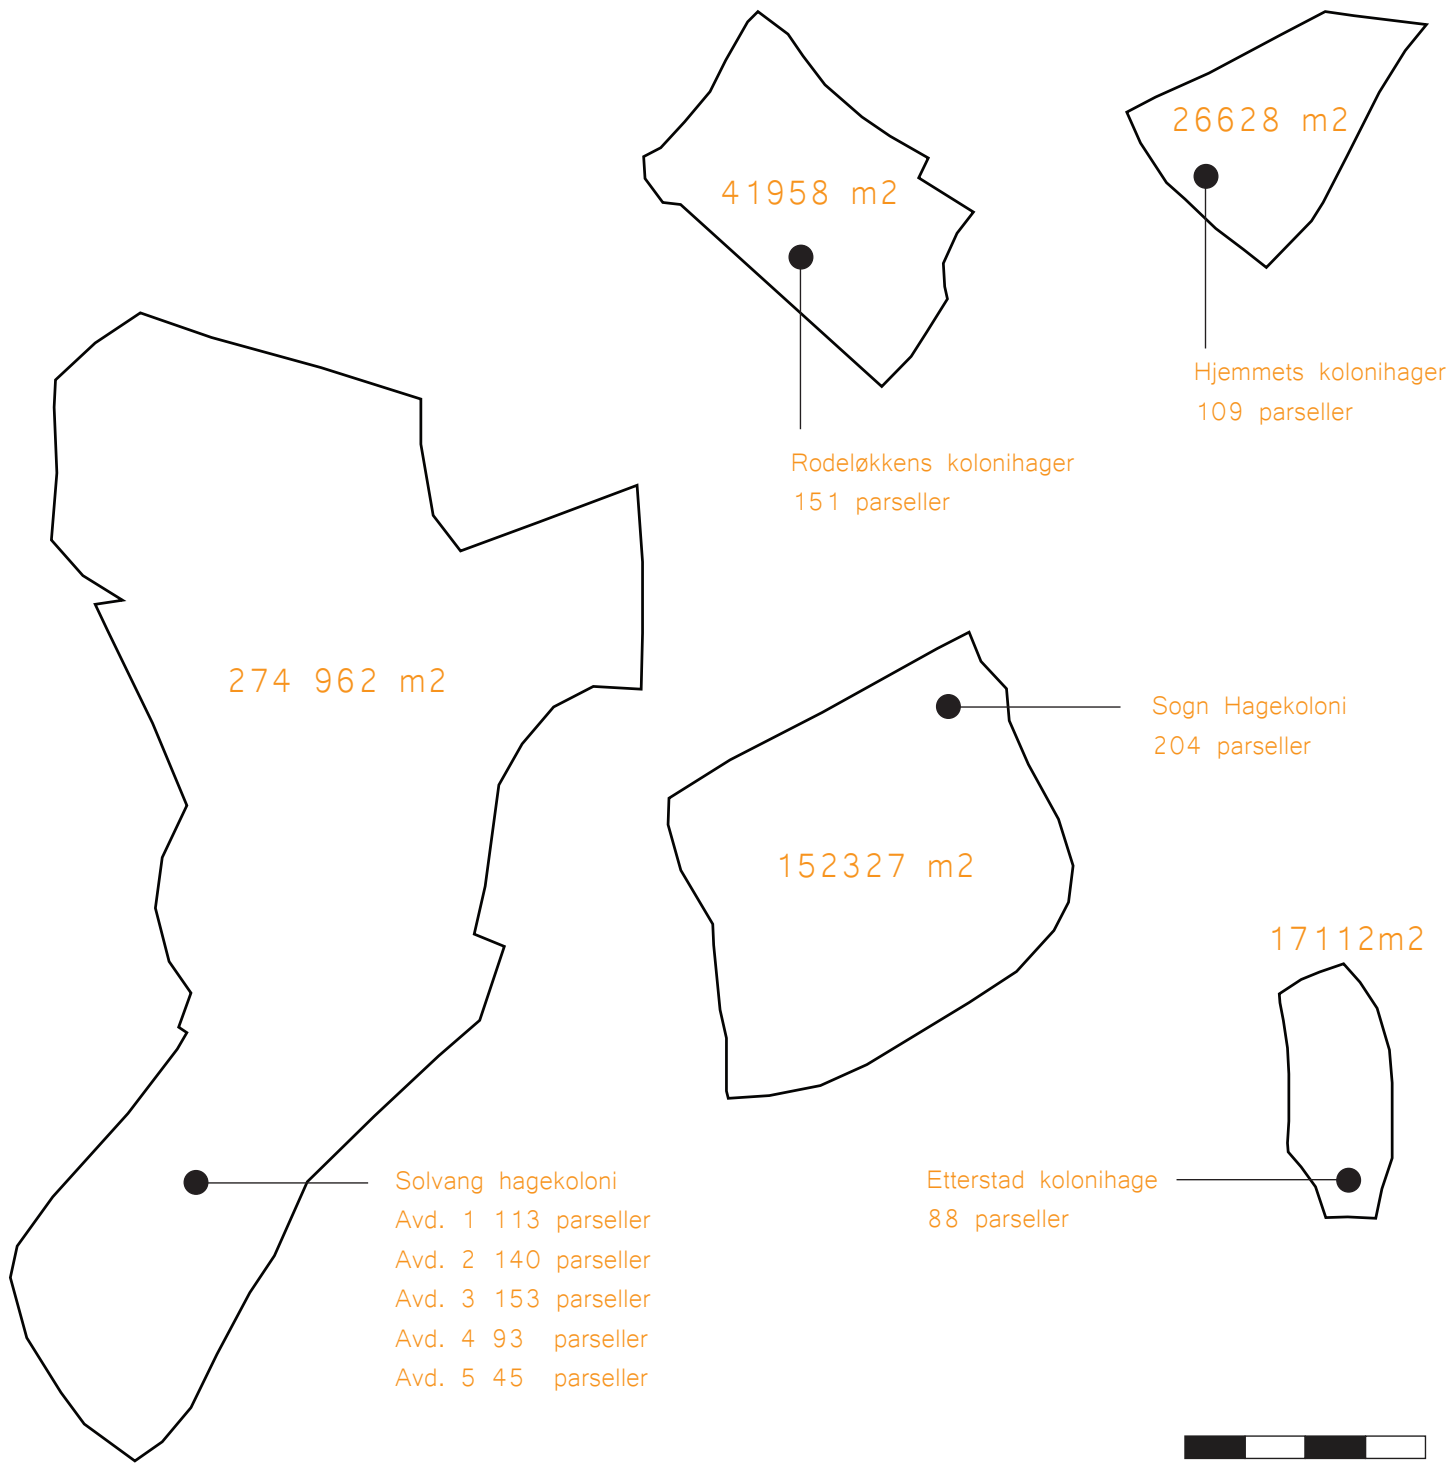 26628 m2
41958 m2
Hjemmets kolonihager
109 parseller
Rodeløkkens kolonihager
151 parseller
274 962 m2
Sogn Hagekoloni
204 parseller
152327 m2
17112m2
Solvang hagekoloni
Avd. 1 113 parseller
Avd. 2 140 parseller
Avd. 3 153 parseller
Avd. 4 93 parseller
Avd. 5 45 parseller
Etterstad kolonihage
88 parseller